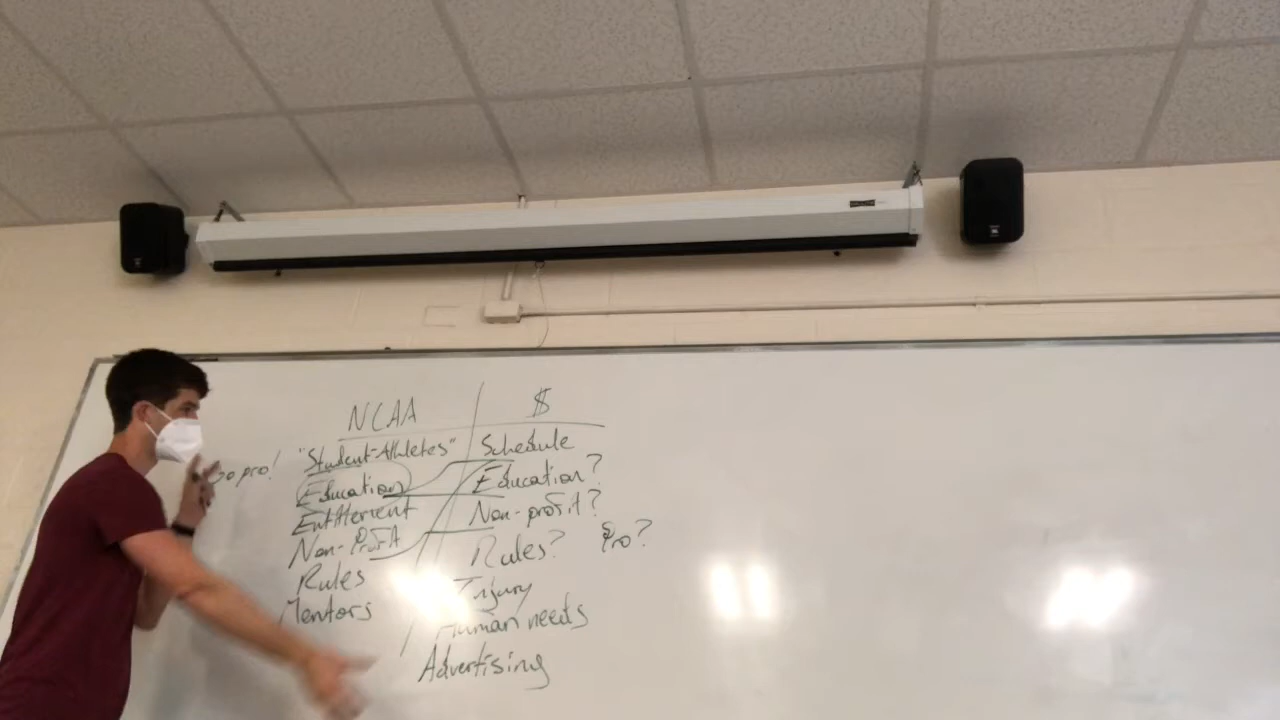 NCAA
$
Go pro!
"Student-Athletes"
Education
Entitlement
Non-Profit
Rules
Mentors
Schedule
Education?
Non-profit?
Rules?
Pro?
Injury
Human needs
Advertising